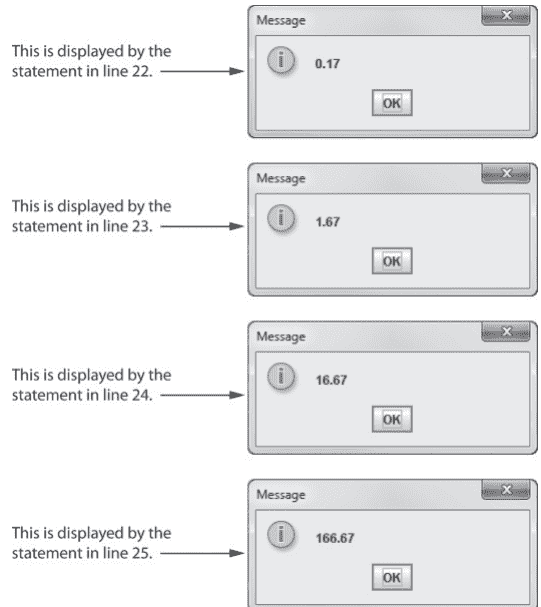 Message
This is displayed by the
statement in line 22.
0.17
OK
Message
This is displayed by the
statement in line 23.
1.67
OK
Message
This is displayed by the
statement in line 24.
16.67
OK
Message
This is displayed by the
statement in line 25.
166.67
OK